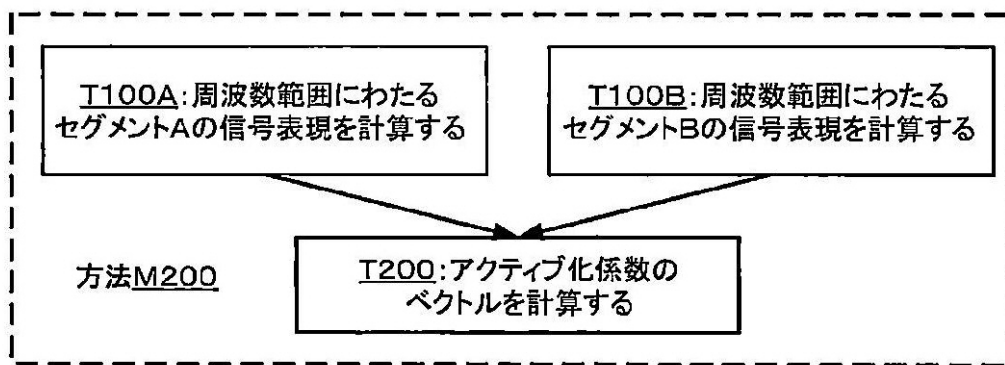 T100A:周波数範囲にわたる
セグメントAの信号表現を計算する
T100B:周波数範囲にわたる
セグメントBの信号表現を計算する
方法M200
T200:アクティブ化係数の
ベクトルを計算する